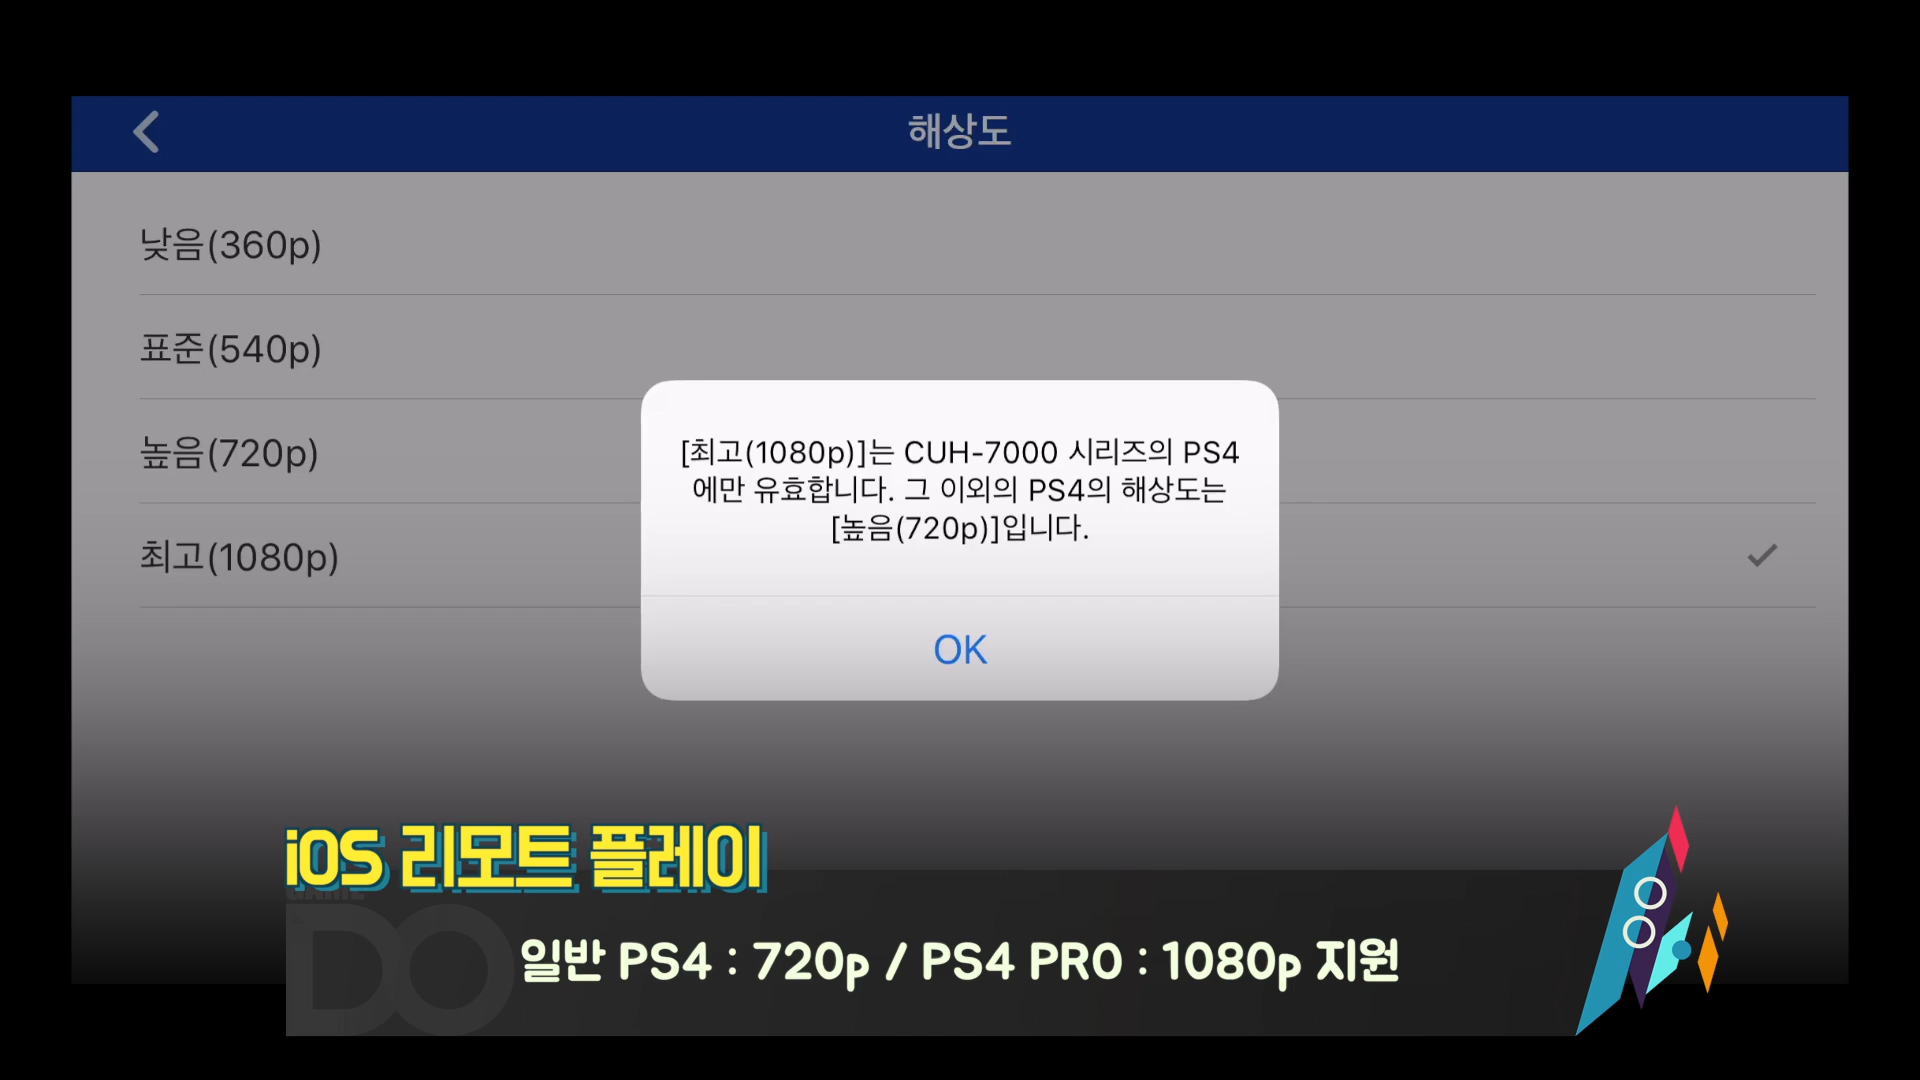 해상도
낮음(360p)
표준(540p)
높음(720p)
최고(1080p)
[최고(1080p)]는 CUH-7000 시리즈의 PS4
에만 유효합니다. 그 이외의 PS4의 해상도는
[높음(720p)]입니다.
OK
iOS 리모트 플레이
GAME
DO
일반 PS4 : 720p / PS4 PRO : 1080p 지원